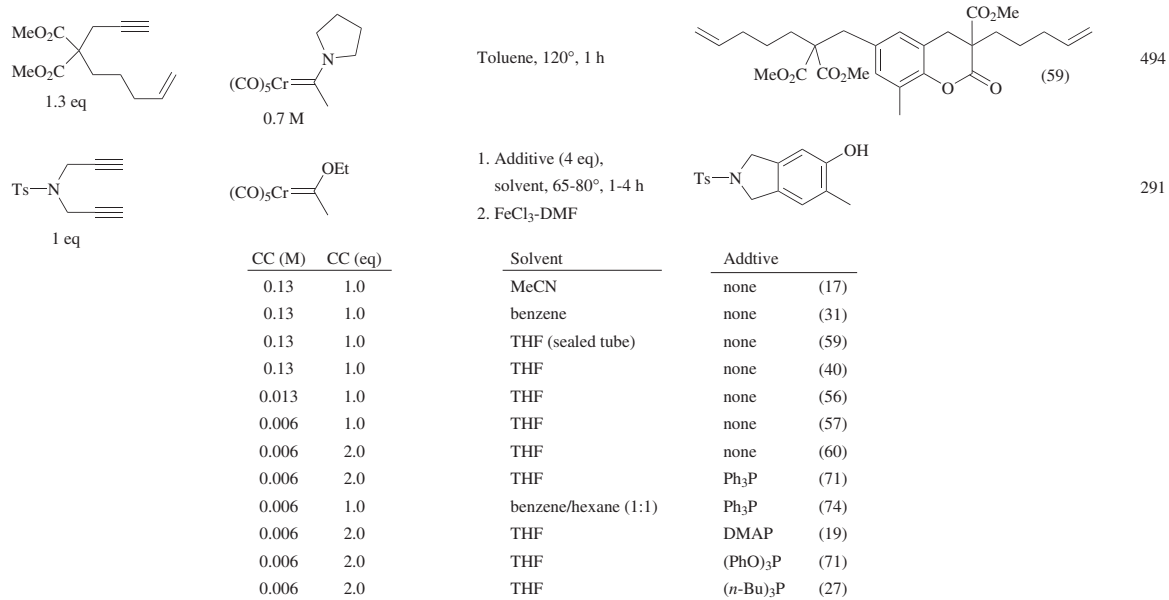 MeO₂C
MeO₂C
1.3 eq
(CO)₅Cr
N
0.7 M
Toluene, 120°, 1 h
MeO₂C CO₂Me
CO₂Me
O O
(59)
494
Ts N
1 eq
(CO)₅Cr
OEt
1. Additive (4 eq),
solvent, 65-80°, 1-4 h
2. FeCl₃-DMF
Ts N
OH
291
CC (M) CC (eq) Solvent Addtive
0.13 1.0 MeCN none (17)
0.13 1.0 benzene none (31)
0.13 1.0 THF (sealed tube) none (59)
0.13 1.0 THF none (40)
0.013 1.0 THF none (56)
0.006 1.0 THF none (57)
0.006 2.0 THF none (60)
0.006 2.0 THF Ph₃P (71)
0.006 1.0 benzene/hexane (1:1) Ph₃P (74)
0.006 2.0 THF DMAP (19)
0.006 2.0 THF (PhO)₃P (71)
0.006 2.0 THF (n-Bu)₃P (27)